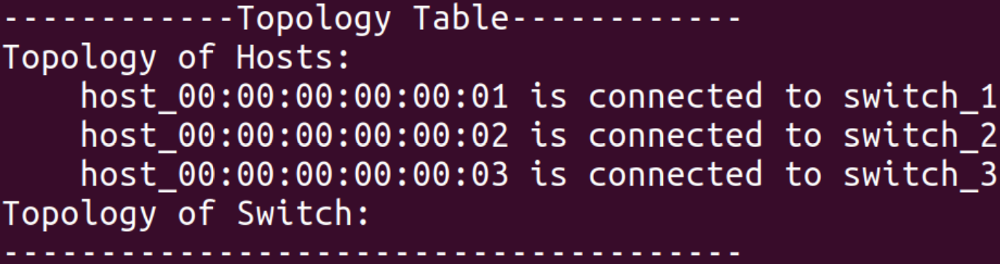 ------------Topology Table------------
Topology of Hosts:
    host_00:00:00:00:00:01 is connected to switch_1
    host_00:00:00:00:00:02 is connected to switch_2
    host_00:00:00:00:00:03 is connected to switch_3
Topology of Switch:
--------------------------------------